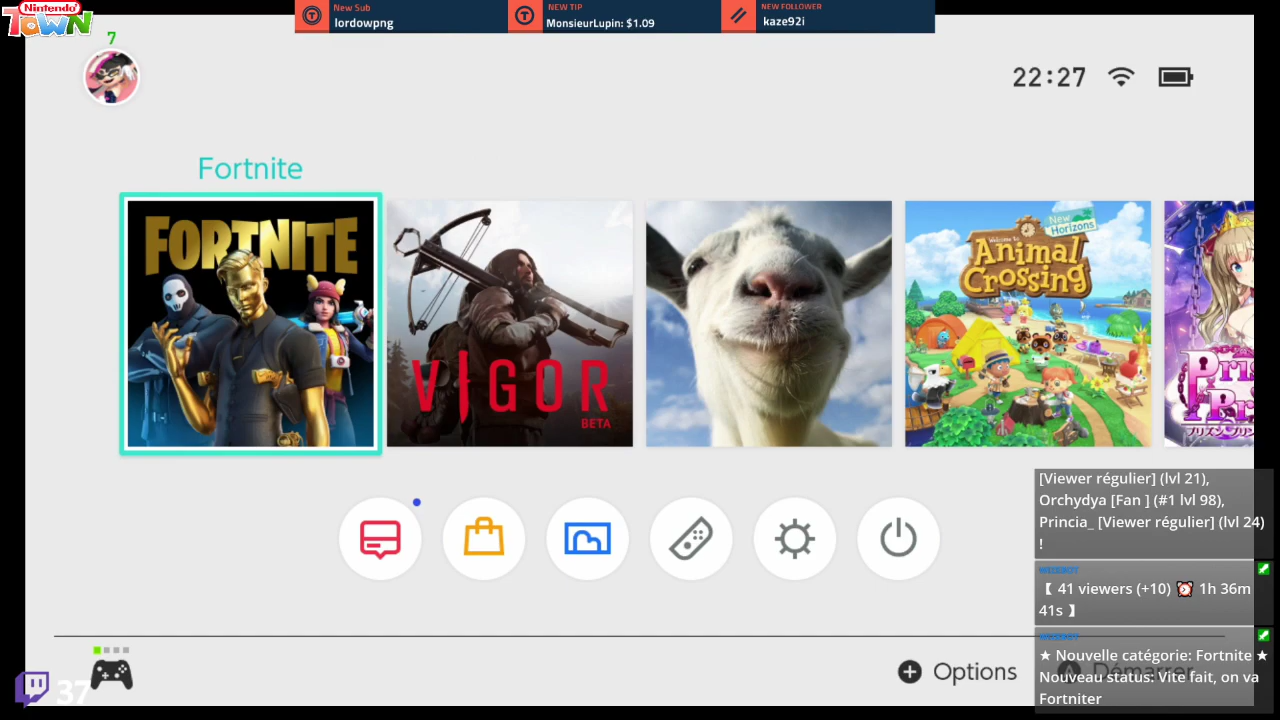 Nintendo
TOWN
New Sub
lordowpng
NEW TIP
MonsieurLupin: $1.09
NEW FOLLOWER
kaze92i
7
22:27
Fortnite
FORTNITE
VIGOR
BETA
Welcome to
Animal
Crossing
New
Horizons
[Viewer régulier] (lvl 21),
Orchydya [Fan ] (#1 lvl 98),
Princia_ [Viewer régulier] (lvl 24)
!
WIZEBOT
【 41 viewers (+10) ⏰ 1h 36m
41s 】
WIZEBOT
★ Nouvelle catégorie: Fortnite ★
Nouveau status: Vite fait, on va
Fortniter
37
Options
Démarrer